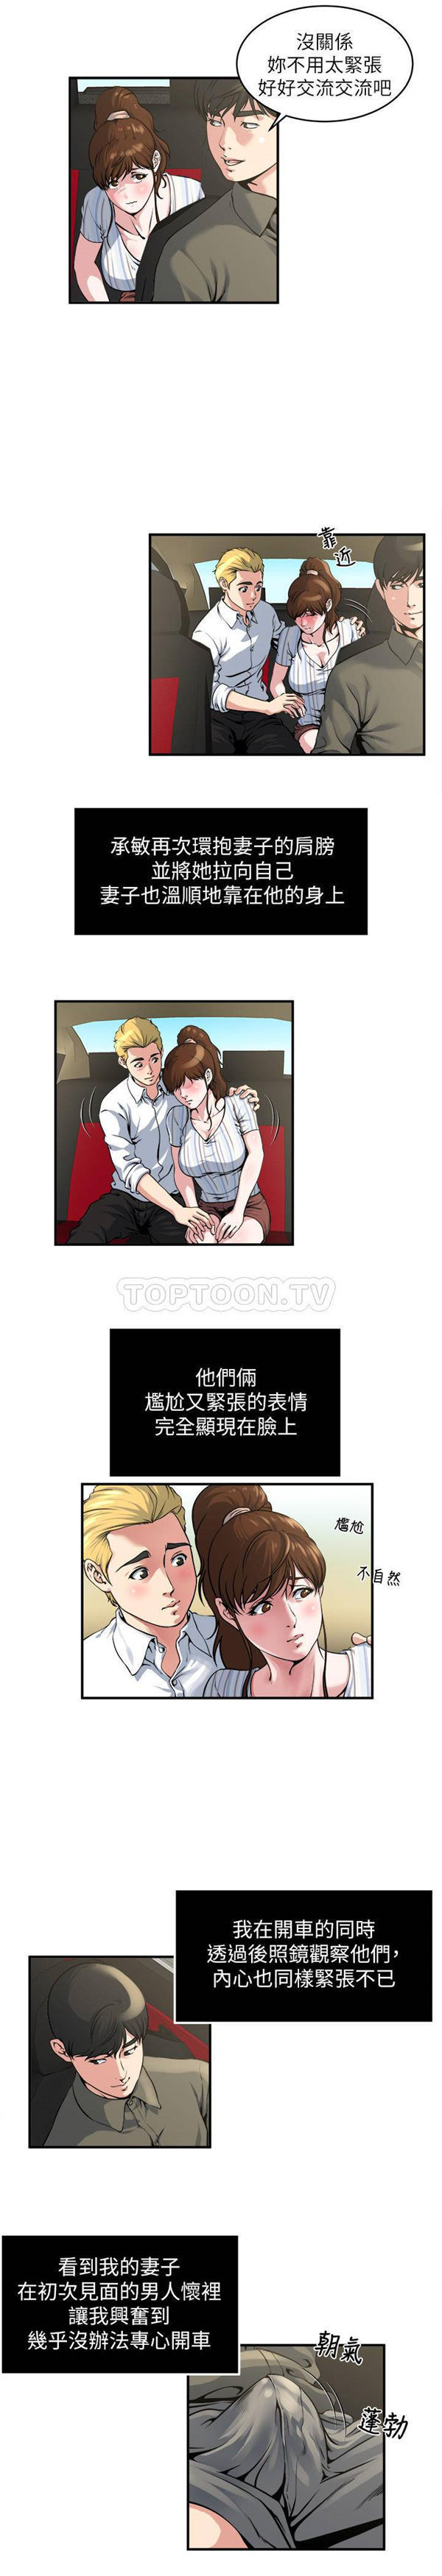 沒關係
妳不用太緊張
好好交流交流吧
靠近
承敏再次環抱妻子的肩膀
並將她拉向自己
妻子也溫順地靠在他的身上
TOPTOON.TV
他們倆
尷尬又緊張的表情
完全顯現在臉上
尷尬
不自然
我在開車的同時
透過後照鏡觀察他們，
內心也同樣緊張不已
看到我的妻子
在初次見面的男人懷裡
讓我興奮到
幾乎沒辦法專心開車
朝氣
蓬勃